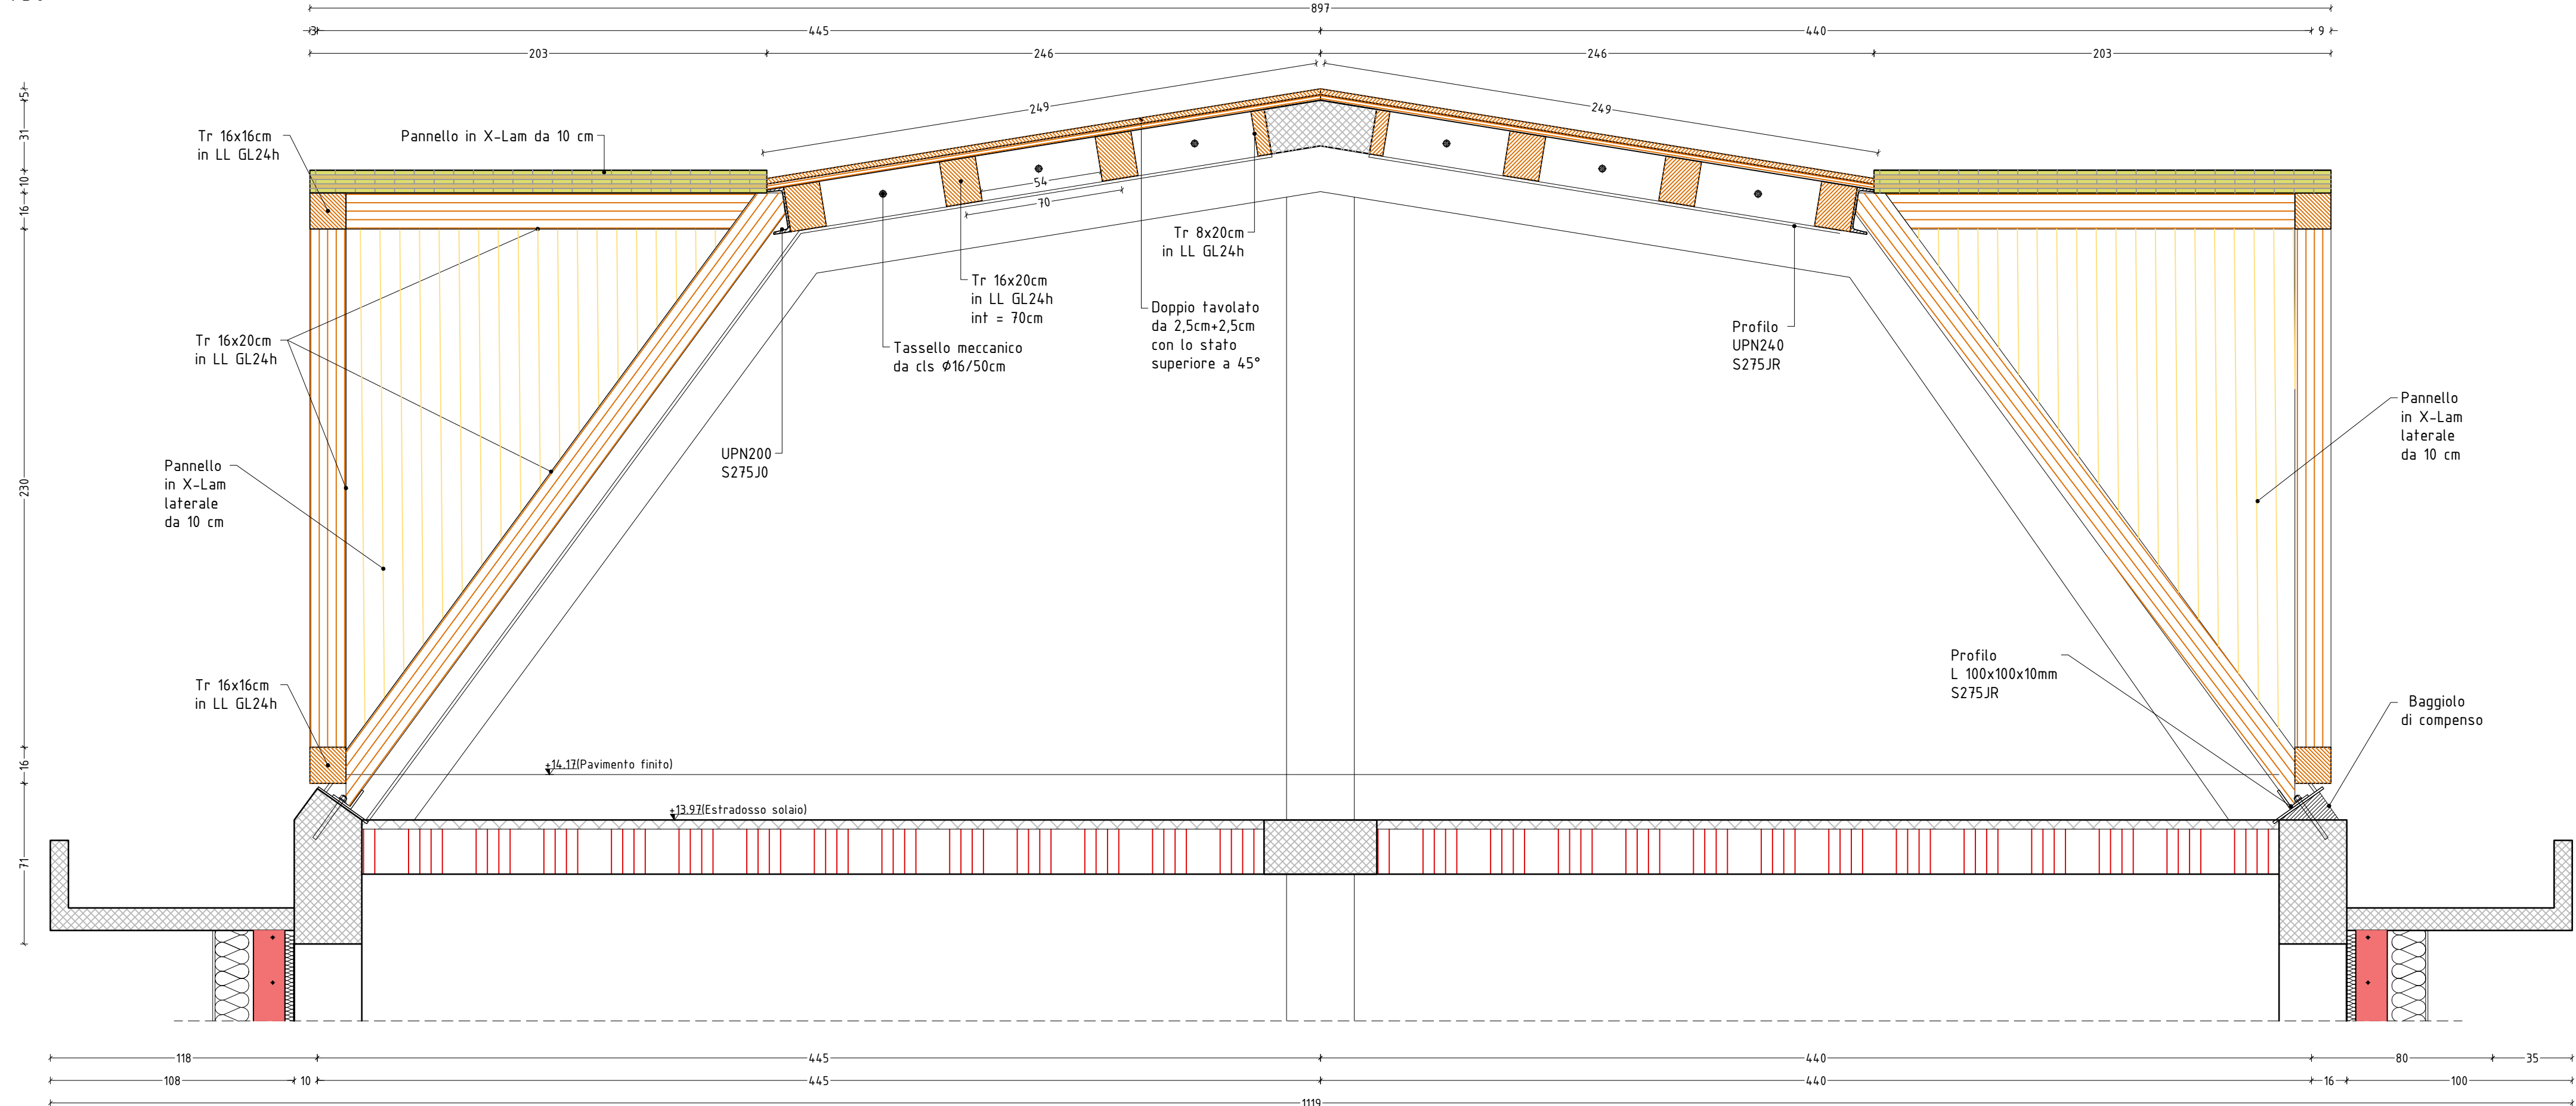 897
3
445
440
9
203
246
246
203
249
249
5
31
10
16
230
16
71
Tr 16x16cm
in LL GL24h
Pannello in X-Lam da 10 cm
54
70
Tr 8x20cm
in LL GL24h
Tr 16x20cm
in LL GL24h
int = 70cm
Doppio tavolato
da 2,5cm+2,5cm
con lo stato
superiore a 45°
Tassello meccanico
da cls Ø16/50cm
Profilo
UPN240
S275JR
Tr 16x20cm
in LL GL24h
UPN200
S275J0
Pannello
in X-Lam
laterale
da 10 cm
Pannello
in X-Lam
laterale
da 10 cm
Tr 16x16cm
in LL GL24h
Profilo
L 100x100x10mm
S275JR
Baggiolo
di compenso
+14.17(Pavimento finito)
+13.97(Estradosso solaio)
118
445
440
80
35
108
10
445
440
16
100
1119